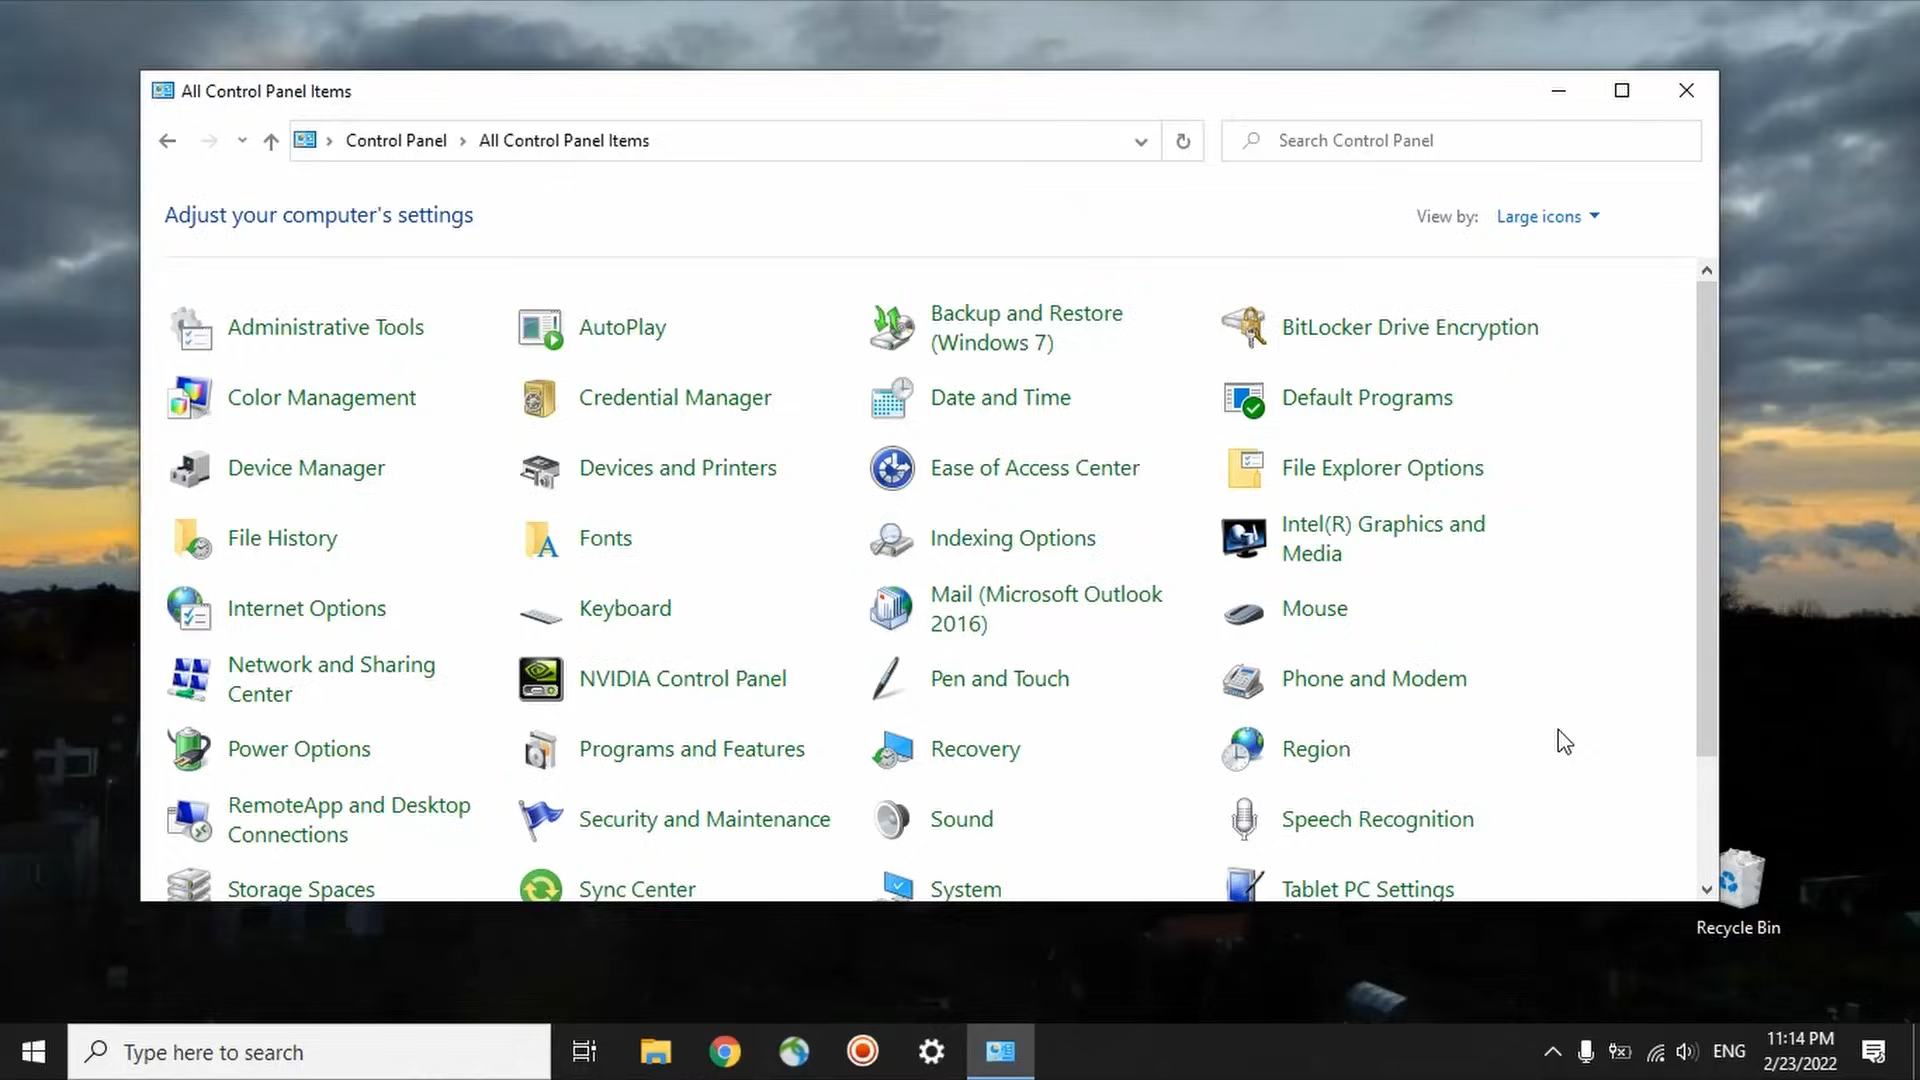 All Control Panel Items
Control Panel All Control Panel Items
Search Control Panel
Adjust your computer's settings
View by: Large icons
Administrative Tools
AutoPlay
Backup and Restore
(Windows 7)
BitLocker Drive Encryption
Color Management
Credential Manager
Date and Time
Default Programs
Device Manager
Devices and Printers
Ease of Access Center
File Explorer Options
File History
Fonts
Indexing Options
Intel(R) Graphics and
Media
Internet Options
Keyboard
Mail (Microsoft Outlook
2016)
Mouse
Network and Sharing
Center
NVIDIA Control Panel
Pen and Touch
Phone and Modem
Power Options
Programs and Features
Recovery
Region
RemoteApp and Desktop
Connections
Security and Maintenance
Sound
Speech Recognition
Storage Spaces
Sync Center
System
Tablet PC Settings
Recycle Bin
Type here to search
ENG
11:14 PM
2/23/2022